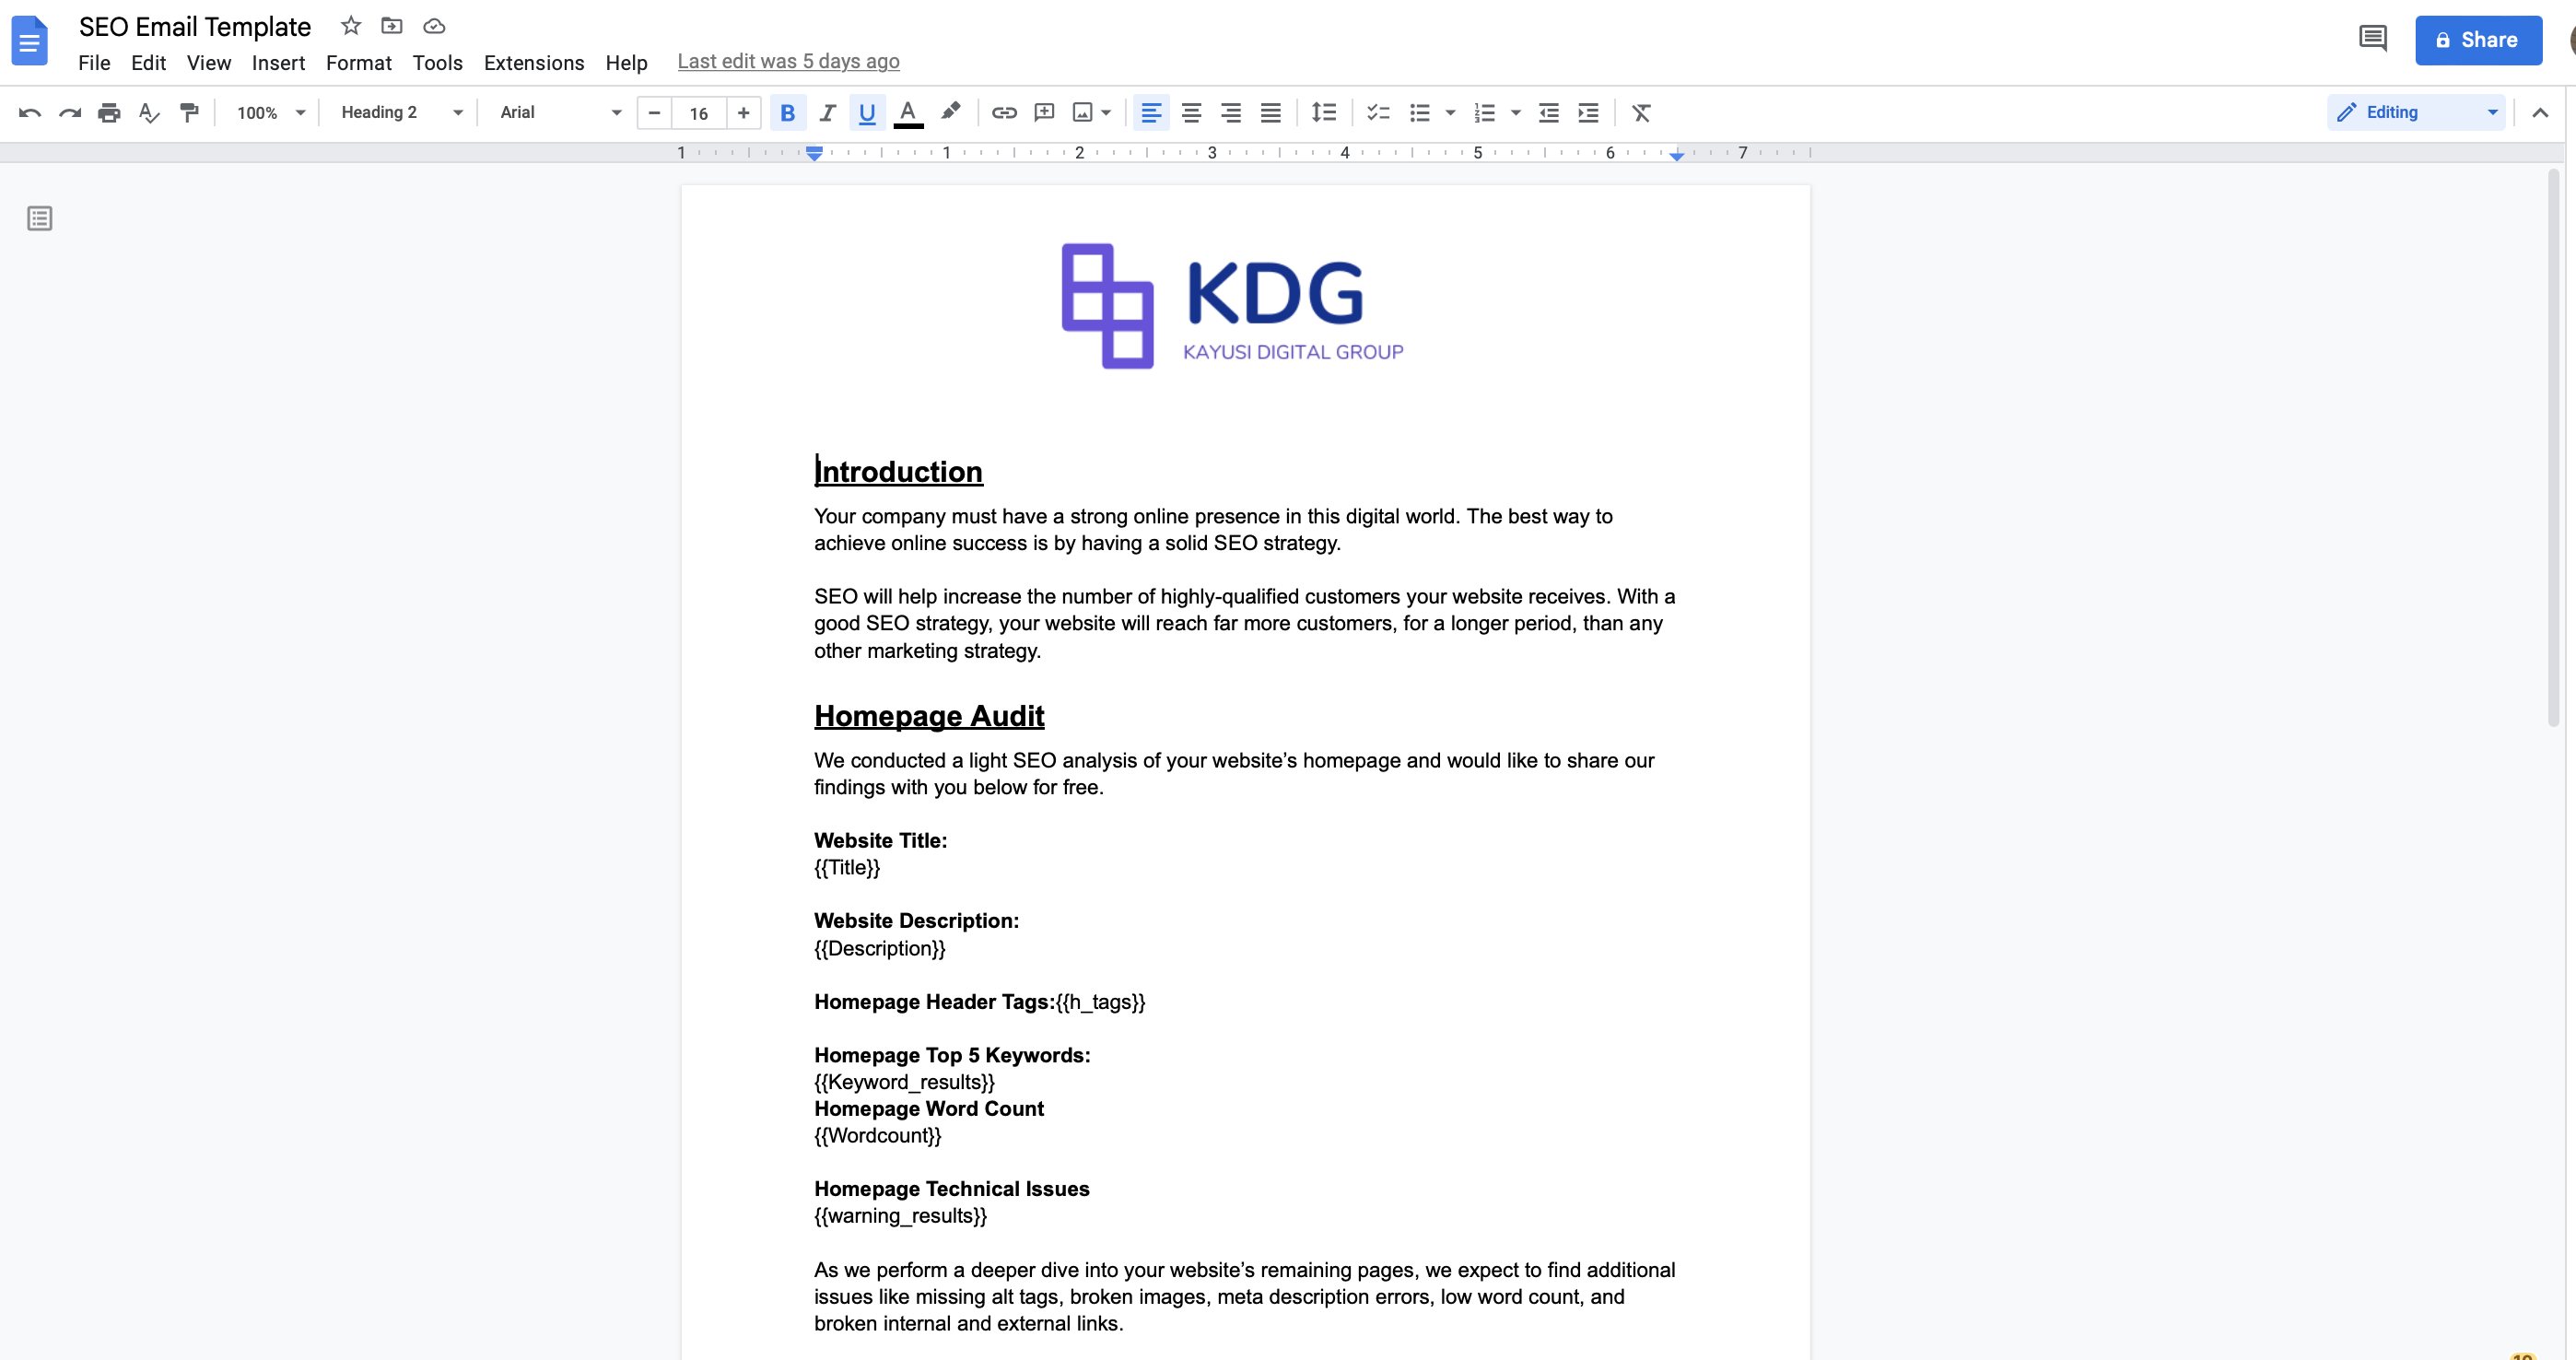 SEO Email Template
File Edit View Insert Format Tools Extensions Help Last edit was 5 days ago
Share
100% Heading 2 Arial 16 Editing
1 1 2 3 4 5 6 7
KDG
KAYUSI DIGITAL GROUP
Introduction
Your company must have a strong online presence in this digital world. The best way to
achieve online success is by having a solid SEO strategy.
SEO will help increase the number of highly-qualified customers your website receives. With a
good SEO strategy, your website will reach far more customers, for a longer period, than any
other marketing strategy.
Homepage Audit
We conducted a light SEO analysis of your website’s homepage and would like to share our
findings with you below for free.
Website Title:
{{Title}}
Website Description:
{{Description}}
Homepage Header Tags:{{h_tags}}
Homepage Top 5 Keywords:
{{Keyword_results}}
Homepage Word Count
{{Wordcount}}
Homepage Technical Issues
{{warning_results}}
As we perform a deeper dive into your website’s remaining pages, we expect to find additional
issues like missing alt tags, broken images, meta description errors, low word count, and
broken internal and external links.